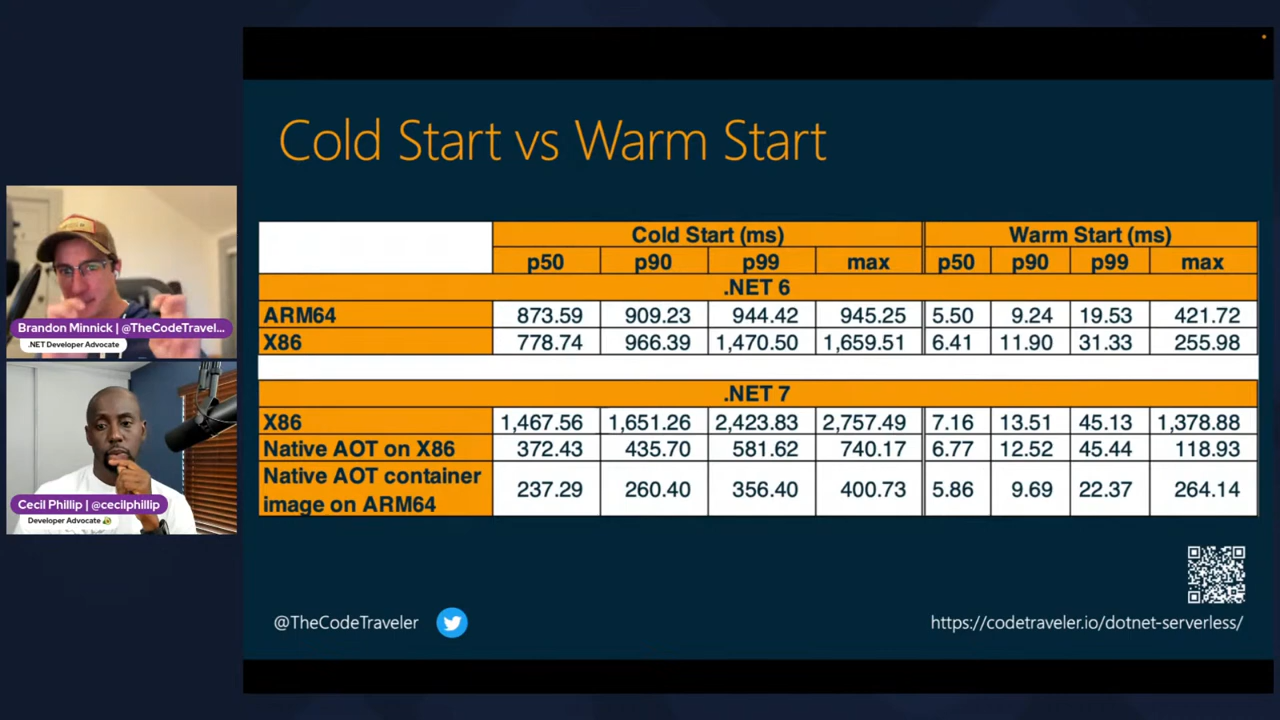 Cold Start vs Warm Start
Cold Start (ms) Warm Start (ms)
p50 p90 p99 max p50 p90 p99 max
.NET 6
ARM64 873.59 909.23 944.42 945.25 5.50 9.24 19.53 421.72
X86 778.74 966.39 1,470.50 1,659.51 6.41 11.90 31.33 255.98
.NET 7
X86 1,467.56 1,651.26 2,423.83 2,757.49 7.16 13.51 45.13 1,378.88
Native AOT on X86 372.43 435.70 581.62 740.17 6.77 12.52 45.44 118.93
Native AOT container
image on ARM64 237.29 260.40 356.40 400.73 5.86 9.69 22.37 264.14
@TheCodeTraveler
https://codetraveler.io/dotnet-serverless/
Brandon Minnick | @TheCodeTravel...
.NET Developer Advocate
Cecil Phillip | @cecilphillip
Developer Advocate